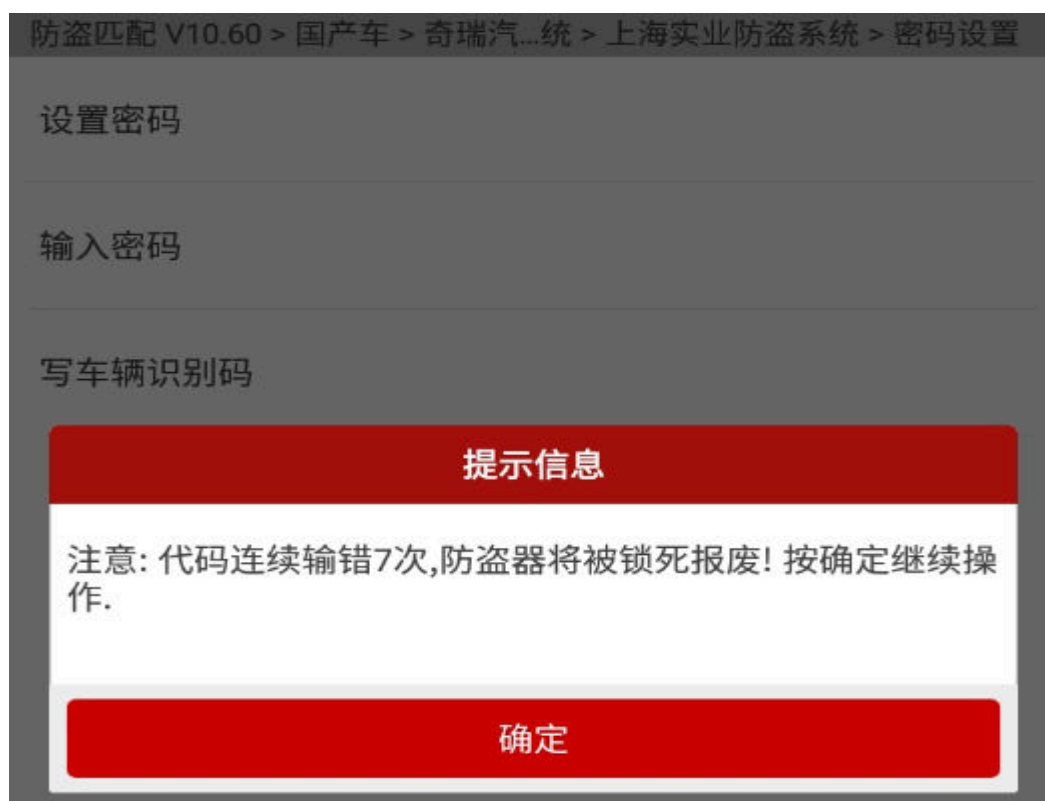 防盗匹配 V10.60 > 国产车 > 奇瑞汽...统 > 上海实业防盗系统 > 密码设置
设置密码
输入密码
写车辆识别码
提示信息
注意: 代码连续输错7次,防盗器将被锁死报废! 按确定继续操
作.
确定